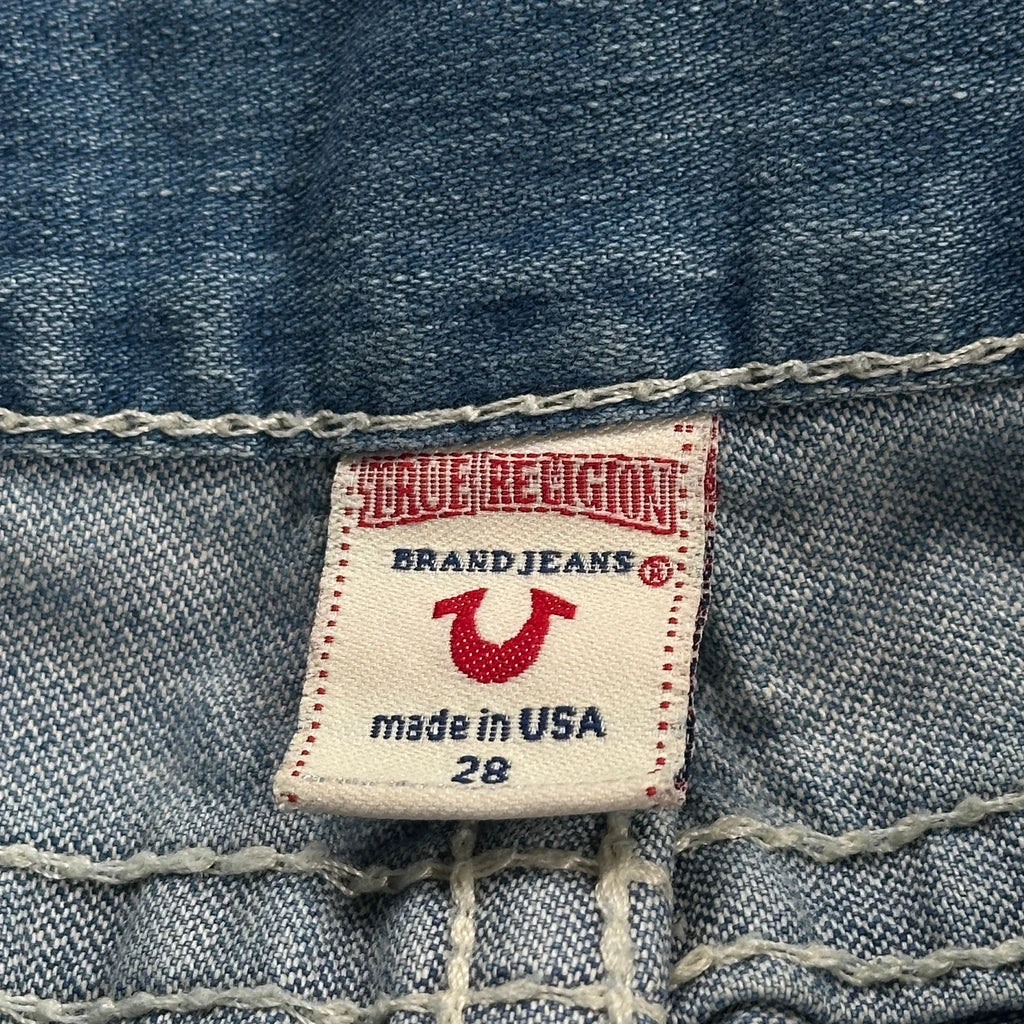 TRUE RELIGION
BRAND JEANS ®
made in USA
28